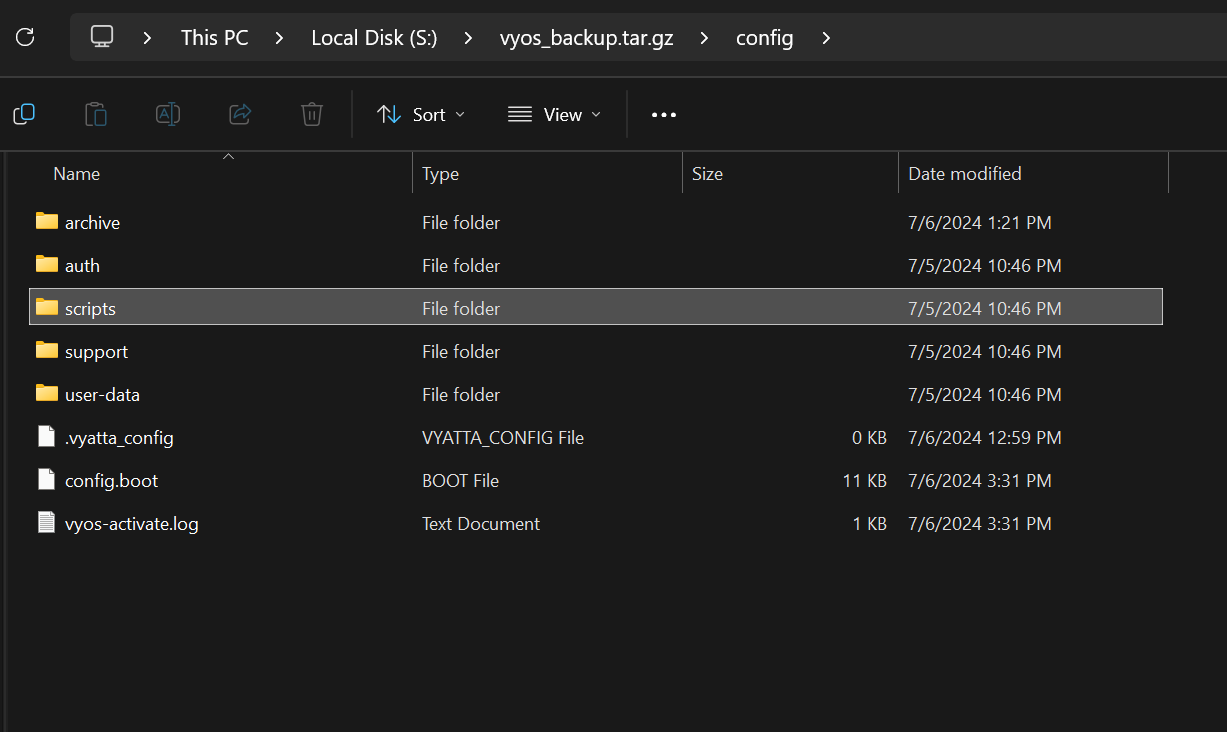 This PC > Local Disk (S:) > vyos_backup.tar.gz > config >
Sort View
Name Type Size Date modified
archive File folder 7/6/2024 1:21 PM
auth File folder 7/5/2024 10:46 PM
scripts File folder 7/5/2024 10:46 PM
support File folder 7/5/2024 10:46 PM
user-data File folder 7/5/2024 10:46 PM
.vyatta_config VYATTA_CONFIG File 0 KB 7/6/2024 12:59 PM
config.boot BOOT File 11 KB 7/6/2024 3:31 PM
vyos-activate.log Text Document 1 KB 7/6/2024 3:31 PM